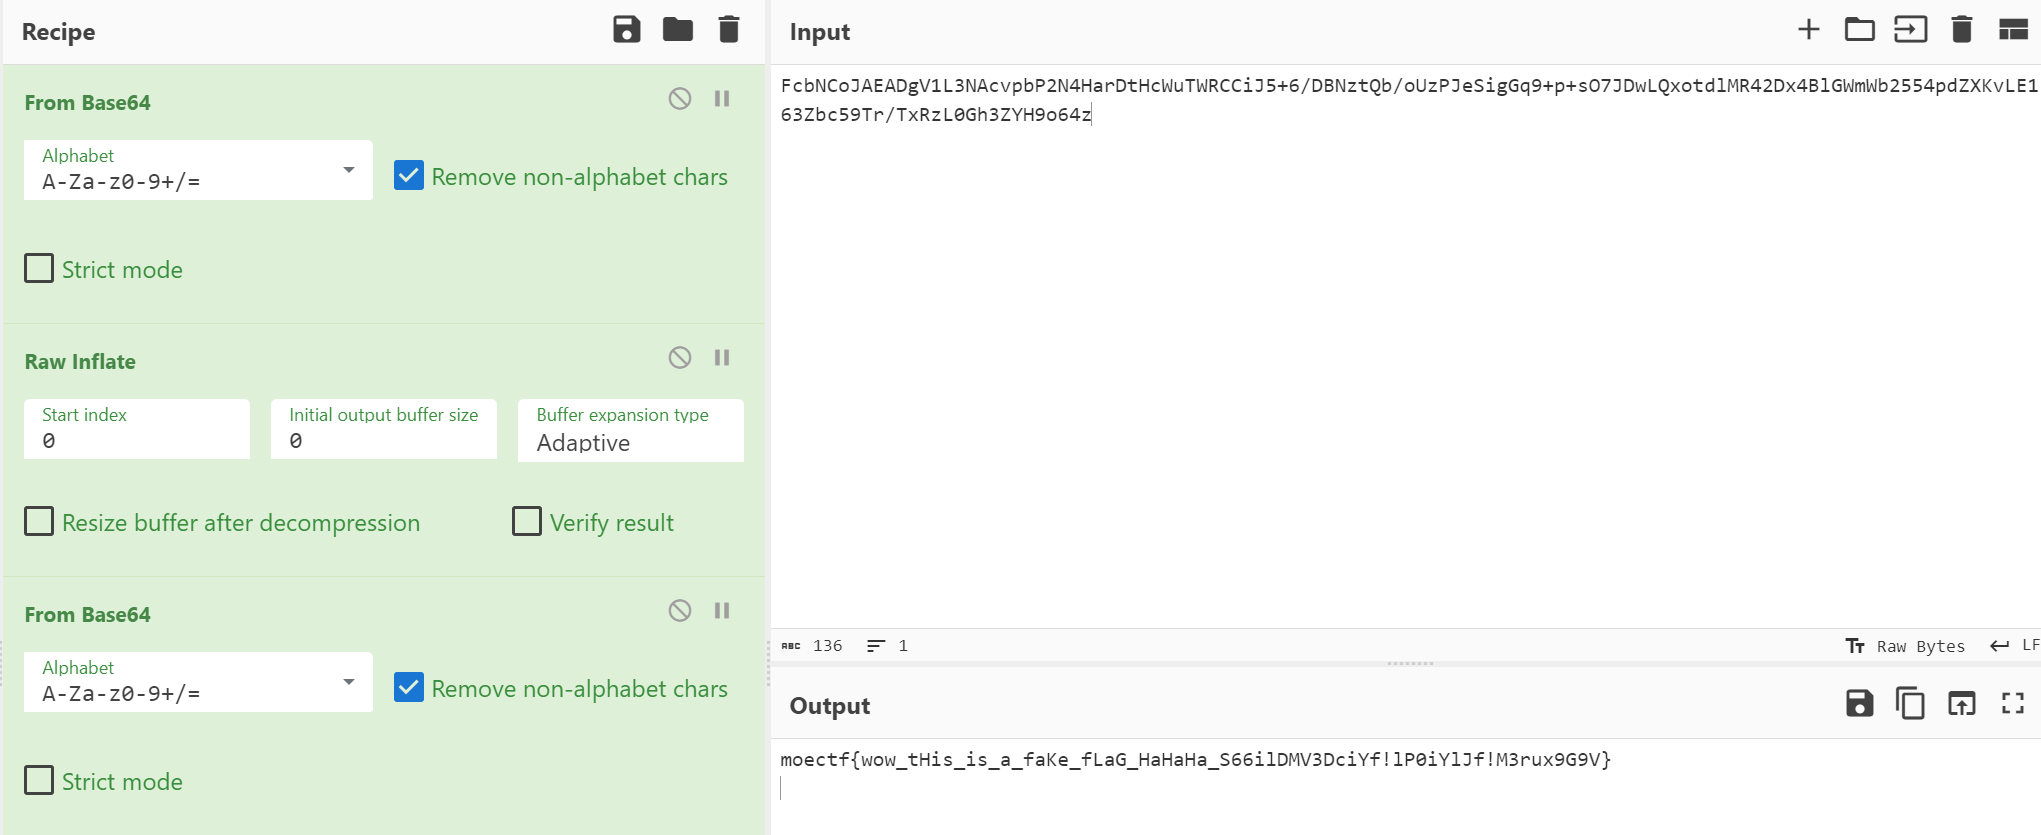 Recipe
From Base64
Alphabet
A-Za-z0-9+/=
Remove non-alphabet chars
Strict mode
Raw Inflate
Start index
0
Initial output buffer size
0
Buffer expansion type
Adaptive
Resize buffer after decompression
Verify result
From Base64
Alphabet
A-Za-z0-9+/=
Remove non-alphabet chars
Strict mode
Input
FcbNCoJAEADgV1L3NAcvpbP2N4HarDtHcWuTWRCCiJ5+6/DBNztQb/oUzPJeSigGq9+p+sO7JDwLQxotdlMR42Dx4BlGWmWb2554pdZXKvLE1
63Zbc59Tr/TxRzL0Gh3ZYH9o64z
ABC 136 1
Tт Raw Bytes LF
Output
moectf{wow_tHis_is_a_faKe_fLaG_HaHaHa_S66ilDMV3DciYf!lP0iYlJf!M3rux9G9V}